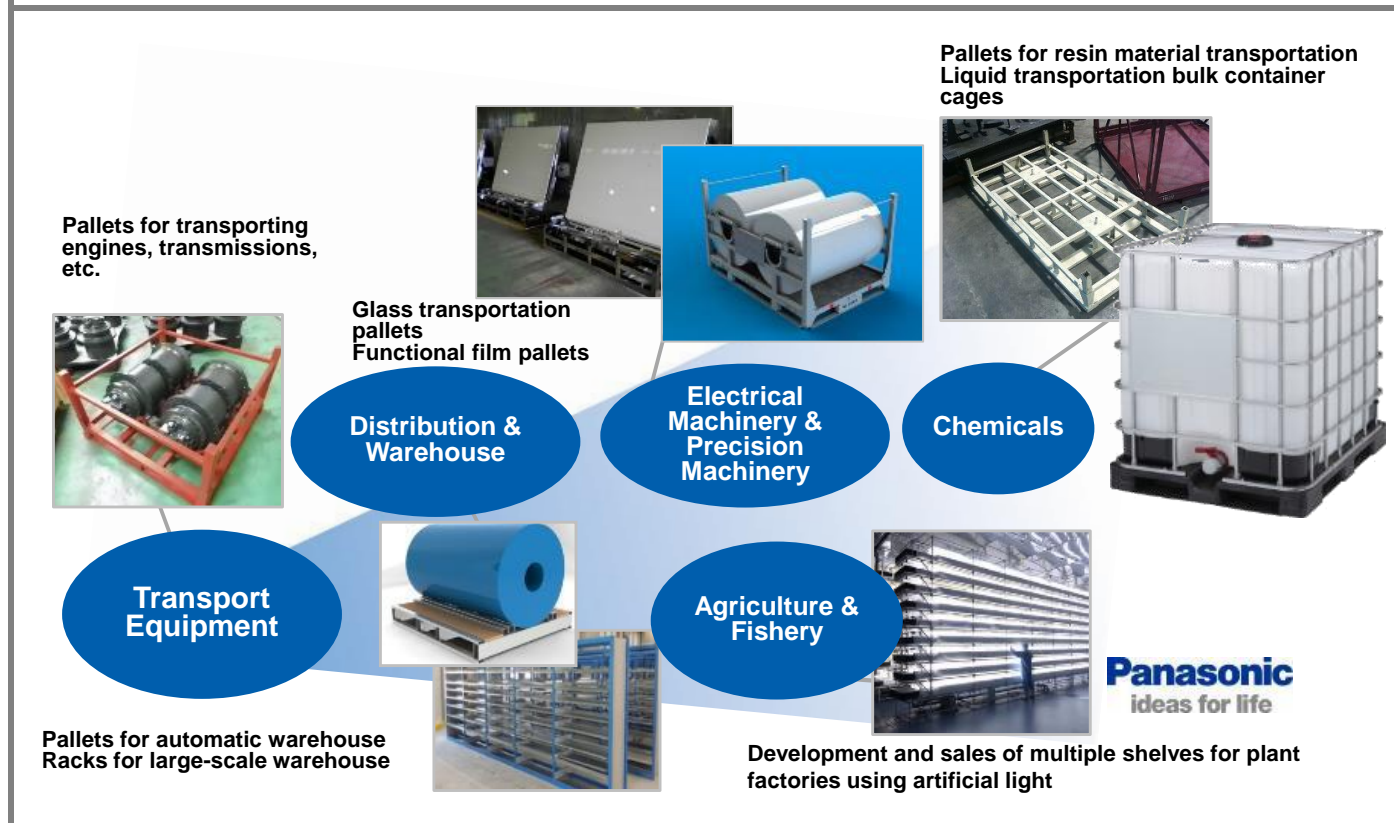 Pallets for resin material transportation
Liquid transportation bulk container
cages
Pallets for transporting
engines, transmissions,
etc.
Glass transportation
pallets
Functional film pallets
Distribution &
Warehouse
Electrical
Machinery &
Precision
Machinery
Chemicals
Transport
Equipment
Agriculture &
Fishery
Panasonic
ideas for life
Pallets for automatic warehouse
Racks for large-scale warehouse
Development and sales of multiple shelves for plant
factories using artificial light